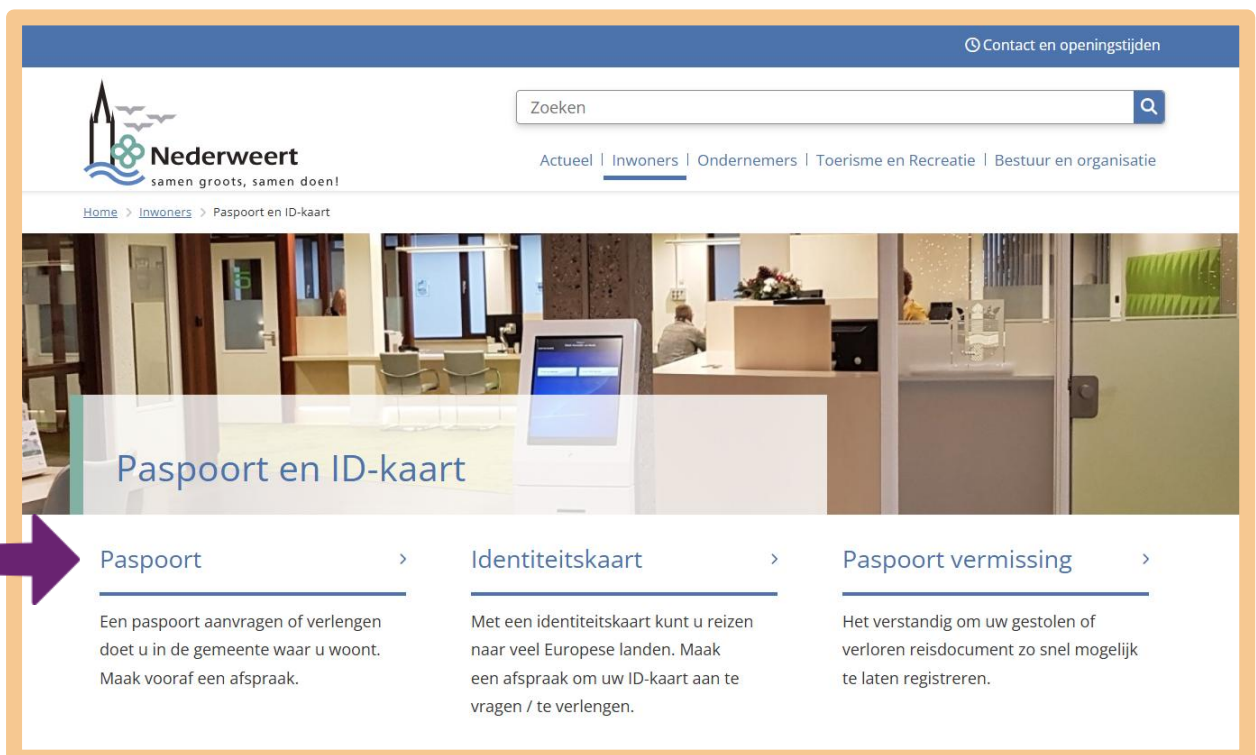 Contact en openingstijden
Zoeken
Nederweert
samen groots, samen doen!
Actueel | Inwoners | Ondernemers | Toerisme en Recreatie | Bestuur en organisatie
Home > Inwoners > Paspoort en ID-kaart
Paspoort en ID-kaart
Paspoort >
Een paspoort aanvragen of verlengen
doet u in de gemeente waar u woont.
Maak vooraf een afspraak.
Identiteitskaart >
Met een identiteitskaart kunt u reizen
naar veel Europese landen. Maak
een afspraak om uw ID-kaart aan te
vragen / te verlengen.
Paspoort vermissing >
Het verstandig om uw gestolen of
verloren reisdocument zo snel mogelijk
te laten registreren.